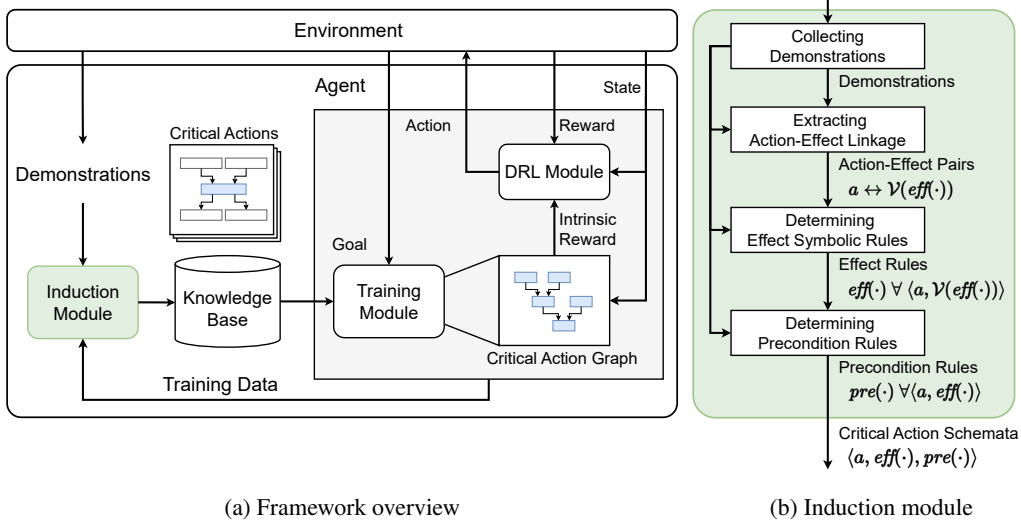 Environment
Agent
State
Action
Reward
Critical Actions
Demonstrations
DRL Module
Intrinsic
Reward
Goal
Induction
Module
Knowledge
Base
Training
Module
Critical Action Graph
Training Data
(a) Framework overview
Collecting
Demonstrations
Demonstrations
Extracting
Action-Effect Linkage
Action-Effect Pairs
a ↔ 𝒱(eff(·))
Determining
Effect Symbolic Rules
Effect Rules
eff(·) ∀ ⟨a, 𝒱(eff(·))⟩
Determining
Precondition Rules
Precondition Rules
pre(·) ∀⟨a, eff(·)⟩
Critical Action Schemata
⟨a, eff(·), pre(·)⟩
(b) Induction module